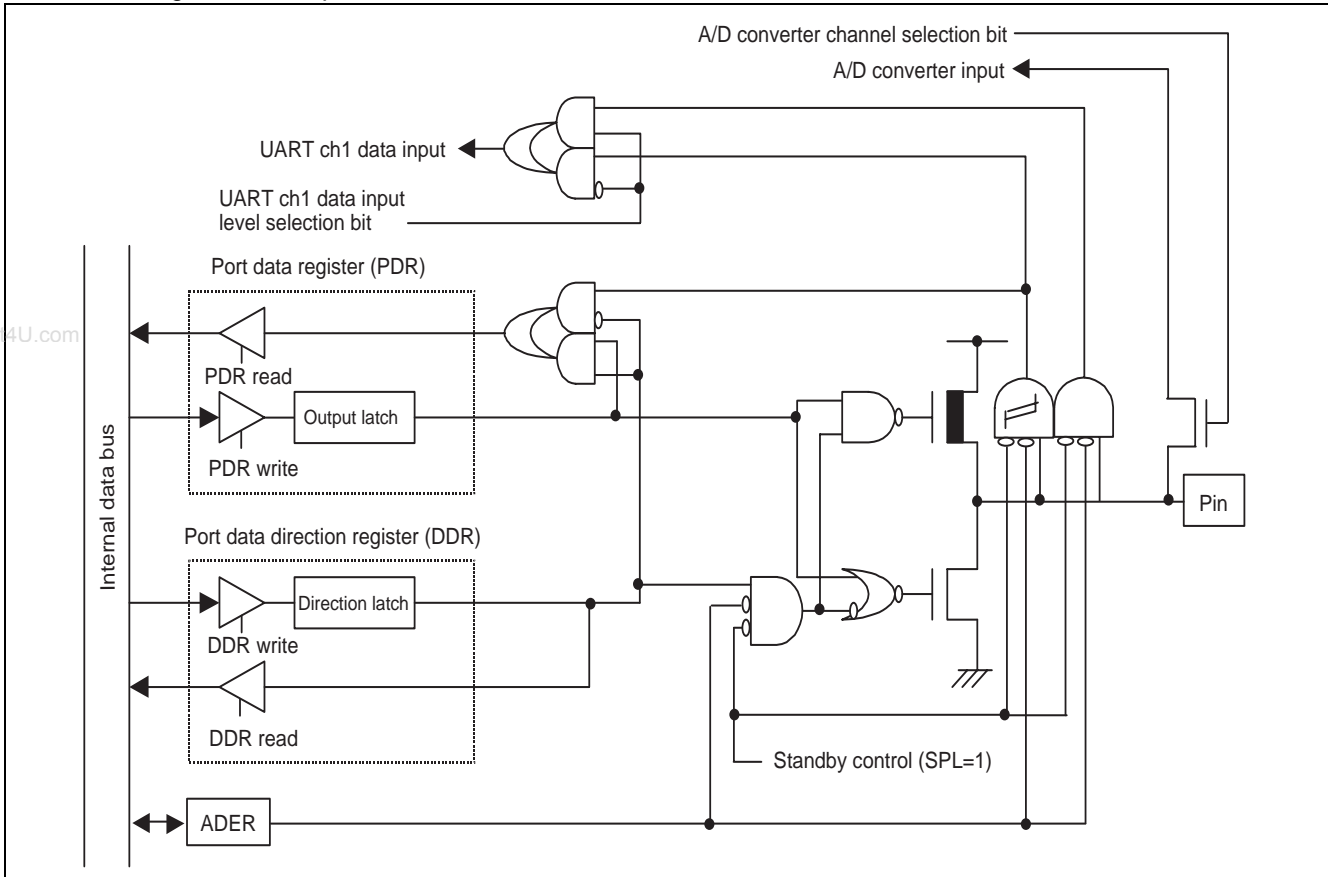 A/D converter channel selection bit
A/D converter input
UART ch1 data input
UART ch1 data input
level selection bit
Port data register (PDR)
t4U.com
PDR read
Output latch
PDR write
Internal data bus
Pin
Port data direction register (DDR)
Direction latch
DDR write
DDR read
Standby control (SPL=1)
ADER